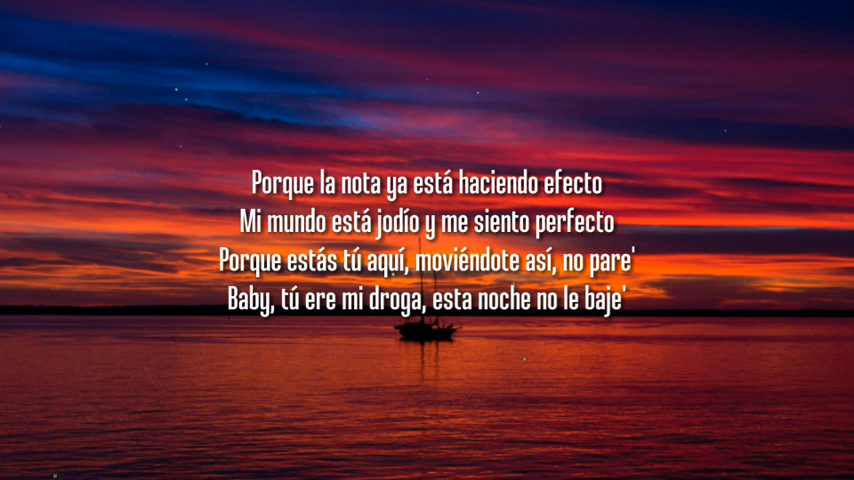 Porque la nota ya está haciendo efecto
Mi mundo está jodío y me siento perfecto
Porque estás tú aquí, moviéndote así, no pare'
Baby, tú ere mi droga, esta noche no le baje'